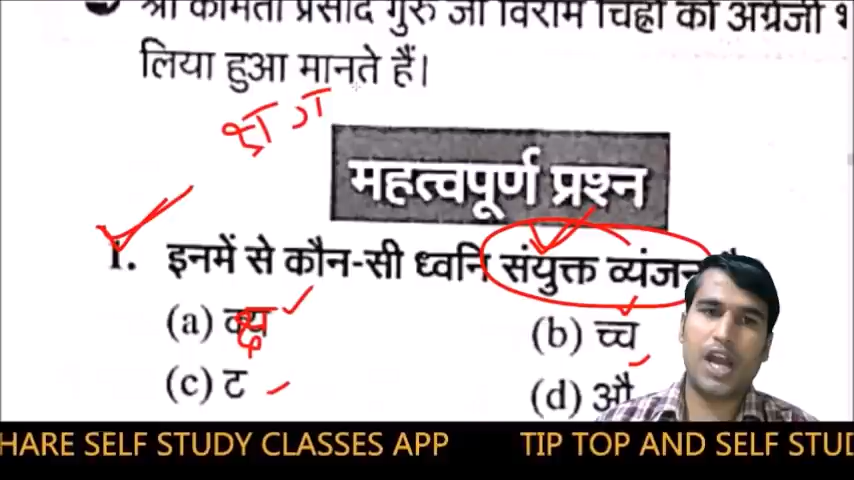 श्री कामता प्रसाद गुरु जी विराम चिह्नों को अंग्रेजी
लिया हुआ मानते हैं।
महत्वपूर्ण प्रश्न
1. इनमें से कौन-सी ध्वनि संयुक्त व्यंजन
(a) (b) च्च
(c) ट (d) औ
HARE SELF STUDY CLASSES APP TIP TOP AND SELF STUD